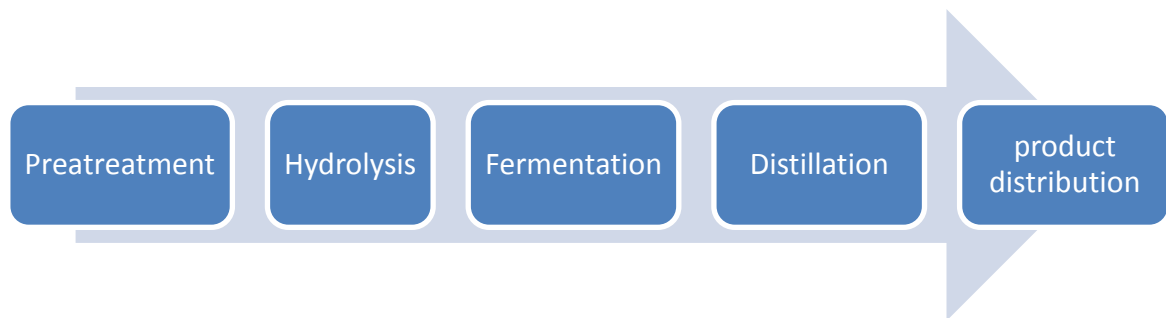 Preatreatment
Hydrolysis
Fermentation
Distillation
product
distribution